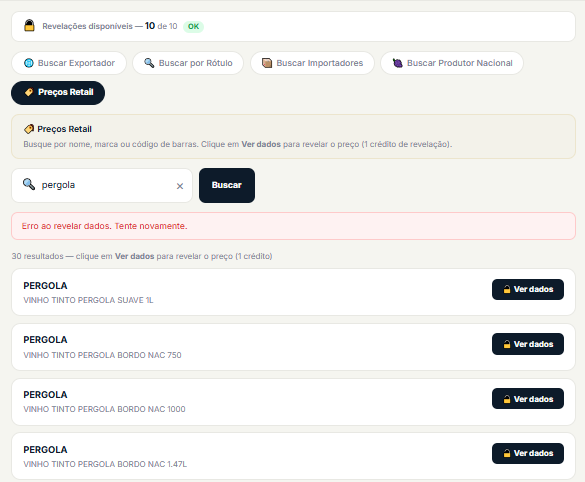 Revelações disponíveis — 10 de 10 OK
Buscar Exportador
Buscar por Rótulo
Buscar Importadores
Buscar Produtor Nacional
Preços Retail
Preços Retail
Busque por nome, marca ou código de barras. Clique em Ver dados para revelar o preço (1 crédito de revelação).
pergola ×
Buscar
Erro ao revelar dados. Tente novamente.
30 resultados — clique em Ver dados para revelar o preço (1 crédito)
PERGOLA
VINHO TINTO PERGOLA SUAVE 1L
Ver dados
PERGOLA
VINHO TINTO PERGOLA BORDO NAC 750
Ver dados
PERGOLA
VINHO TINTO PERGOLA BORDO NAC 1000
Ver dados
PERGOLA
VINHO TINTO PERGOLA BORDO NAC 1.47L
Ver dados